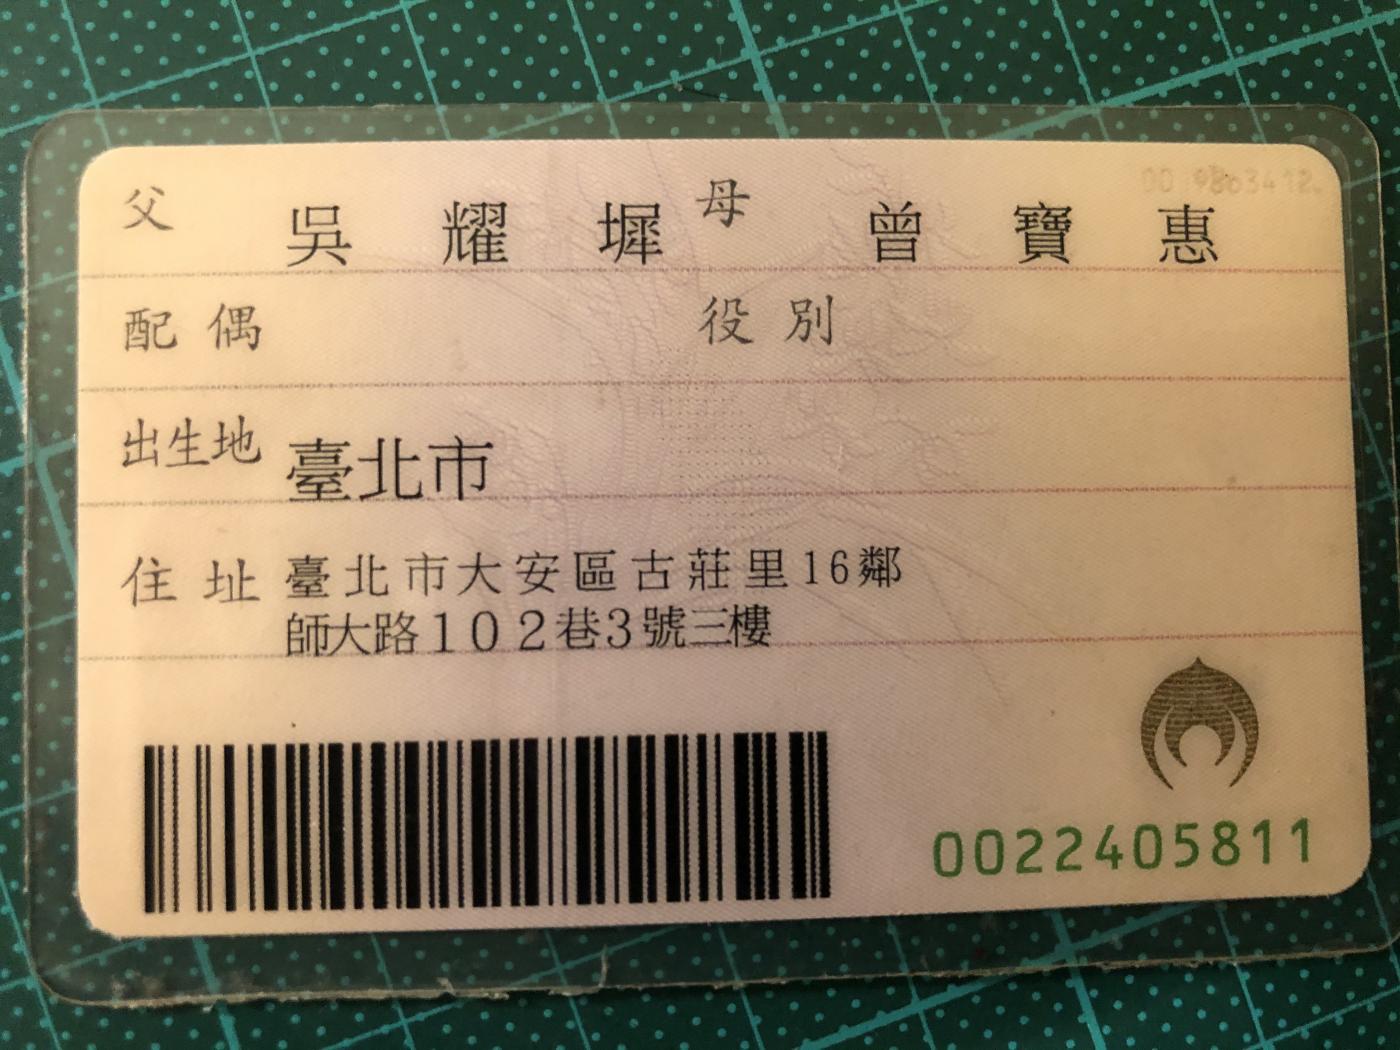 父 吳耀墀 母 曾寶惠
配偶 役別
出生地 臺北市
住址 臺北市大安區古莊里16鄰
師大路102巷3號三樓
0022405811